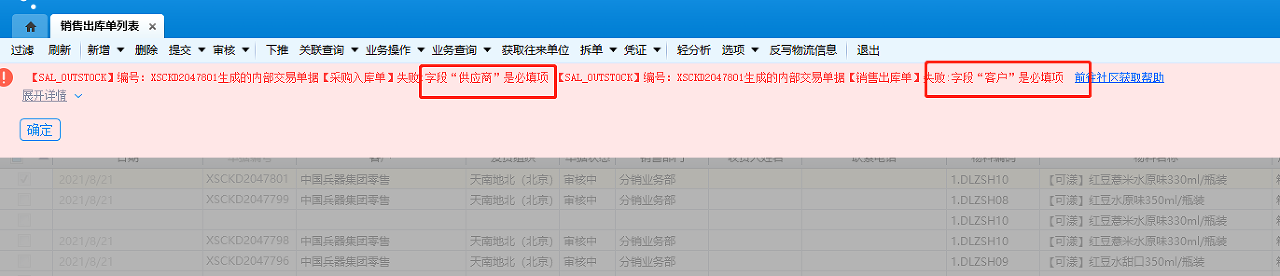 销售出库单列表 ×
过滤 刷新 新增 删除 提交 审核 下推 关联查询 业务操作 业务查询 获取往来单位 拆单 凭证 轻分析 选项 反写物流信息 退出
【SAL_OUTSTOCK】编号：XSCKD2047801生成的内部交易单据【采购入库单】失败:字段“供应商”是必填项 【SAL_OUTSTOCK】编号：XSCKD2047801生成的内部交易单据【销售出库单】失败:字段“客户”是必填项 前往社区获取帮助
展开详情
确定
日期 单据编号 客户 发货组织 单据状态 销售部门 收货人姓名 联系电话 物料编码 物料名称
2021/8/21 XSCKD2047801 中国兵器集团零售 天南地北（北京） 审核中 分销业务部 1.DLZSH10 【可漾】红豆薏米水原味330ml/瓶装
2021/8/21 XSCKD2047799 中国兵器集团零售 天南地北（北京） 审核中 分销业务部 1.DLZSH08 【可漾】红豆水原味350ml/瓶装
1.DLZSH10 【可漾】红豆薏米水原味330ml/瓶装
2021/8/21 XSCKD2047798 中国兵器集团零售 天南地北（北京） 审核中 分销业务部 1.DLZSH10 【可漾】红豆薏米水原味330ml/瓶装
2021/8/21 XSCKD2047796 中国兵器集团零售 天南地北（北京） 审核中 分销业务部 1.DLZSH09 【可漾】红豆水甜口350ml/瓶装